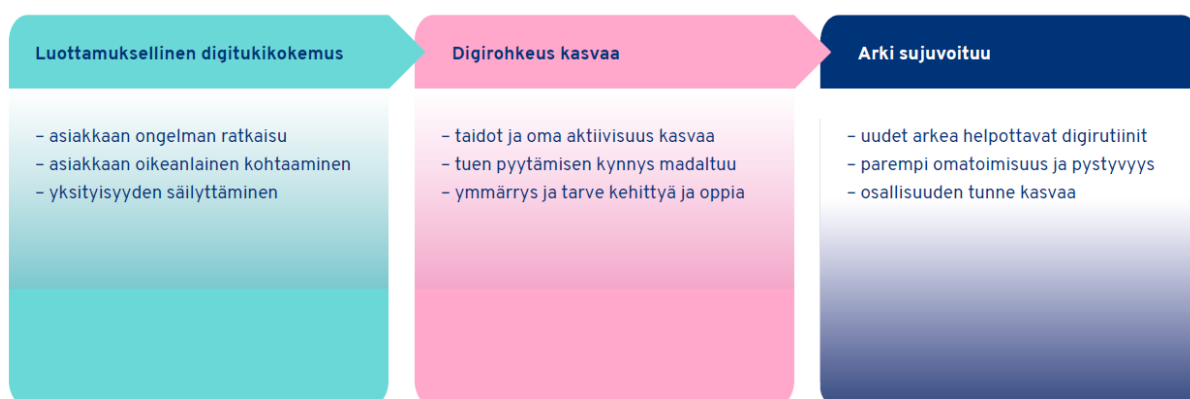 Luottamuksellinen digitukikokemus
– asiakkaan ongelman ratkaisu
– asiakkaan oikeanlainen kohtaaminen
– yksityisyyden säilyttäminen
Digirohkeus kasvaa
– taidot ja oma aktiivisuus kasvaa
– tuen pyytämisen kynnys madaltuu
– ymmärrys ja tarve kehittyä ja oppia
Arki sujuvoituu
– uudet arkea helpottavat digirutiinit
– parempi omatoimisuus ja pystyvyys
– osallisuuden tunne kasvaa